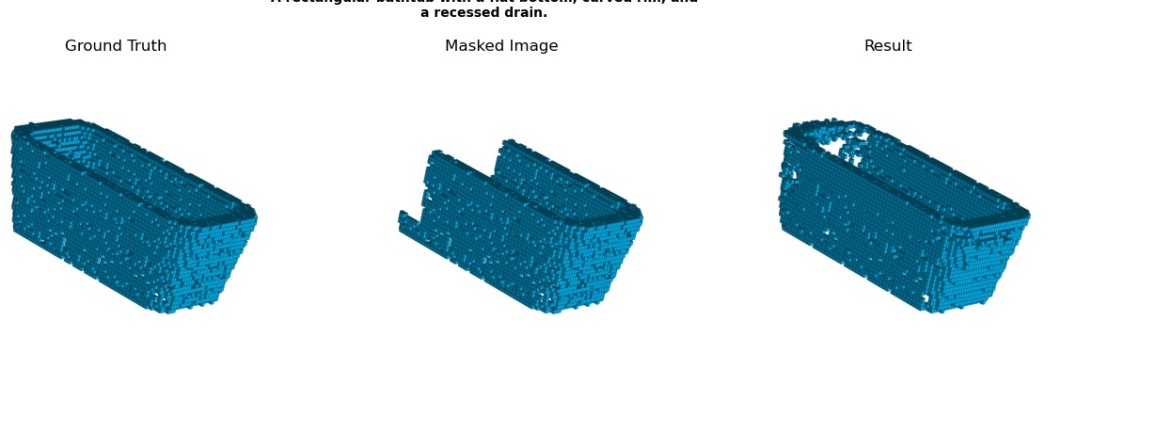 A rectangular bathtub with a flat bottom, curved rim, and
a recessed drain.
Ground Truth
Masked Image
Result